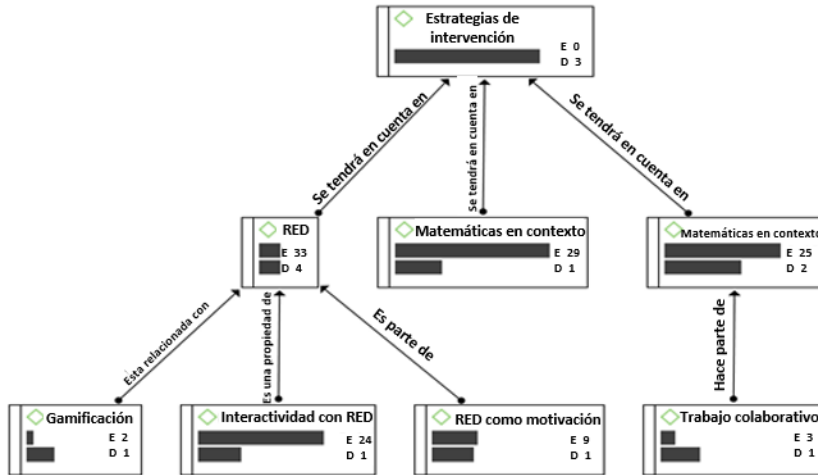 Estrategias de
intervención
E 0
D 3
Se tendrá en cuenta en
Se tendrá en cuenta en
Se tendrá en cuenta en
RED
E 33
D 4
Matemáticas en contexto
E 29
D 1
Matemáticas en contexto
E 25
D 2
Esta relacionada con
Es una propiedad de
Es parte de
Hace parte de
Gamificación
E 2
D 1
Interactividad con RED
E 24
D 1
RED como motivación
E 9
D 1
Trabajo colaborativo
E 3
D 1